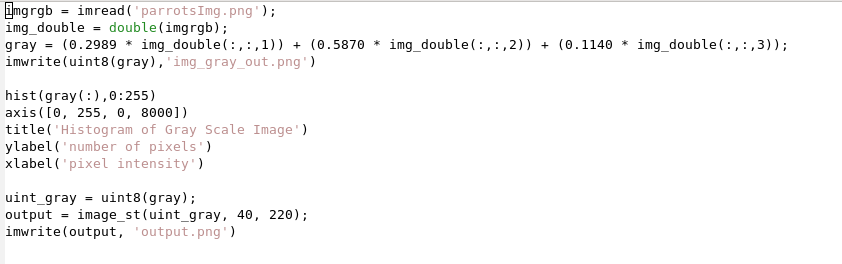 imgrgb = imread('parrotsImg.png');
img_double = double(imgrgb);
gray = (0.2989 * img_double(:,:,1)) + (0.5870 * img_double(:,:,2)) + (0.1140 * img_double(:,:,3));
imwrite(uint8(gray),'img_gray_out.png')
hist(gray(:),0:255)
axis([0, 255, 0, 8000])
title('Histogram of Gray Scale Image')
ylabel('number of pixels')
xlabel('pixel intensity')
uint_gray = uint8(gray);
output = image_st(uint_gray, 40, 220);
imwrite(output, 'output.png')